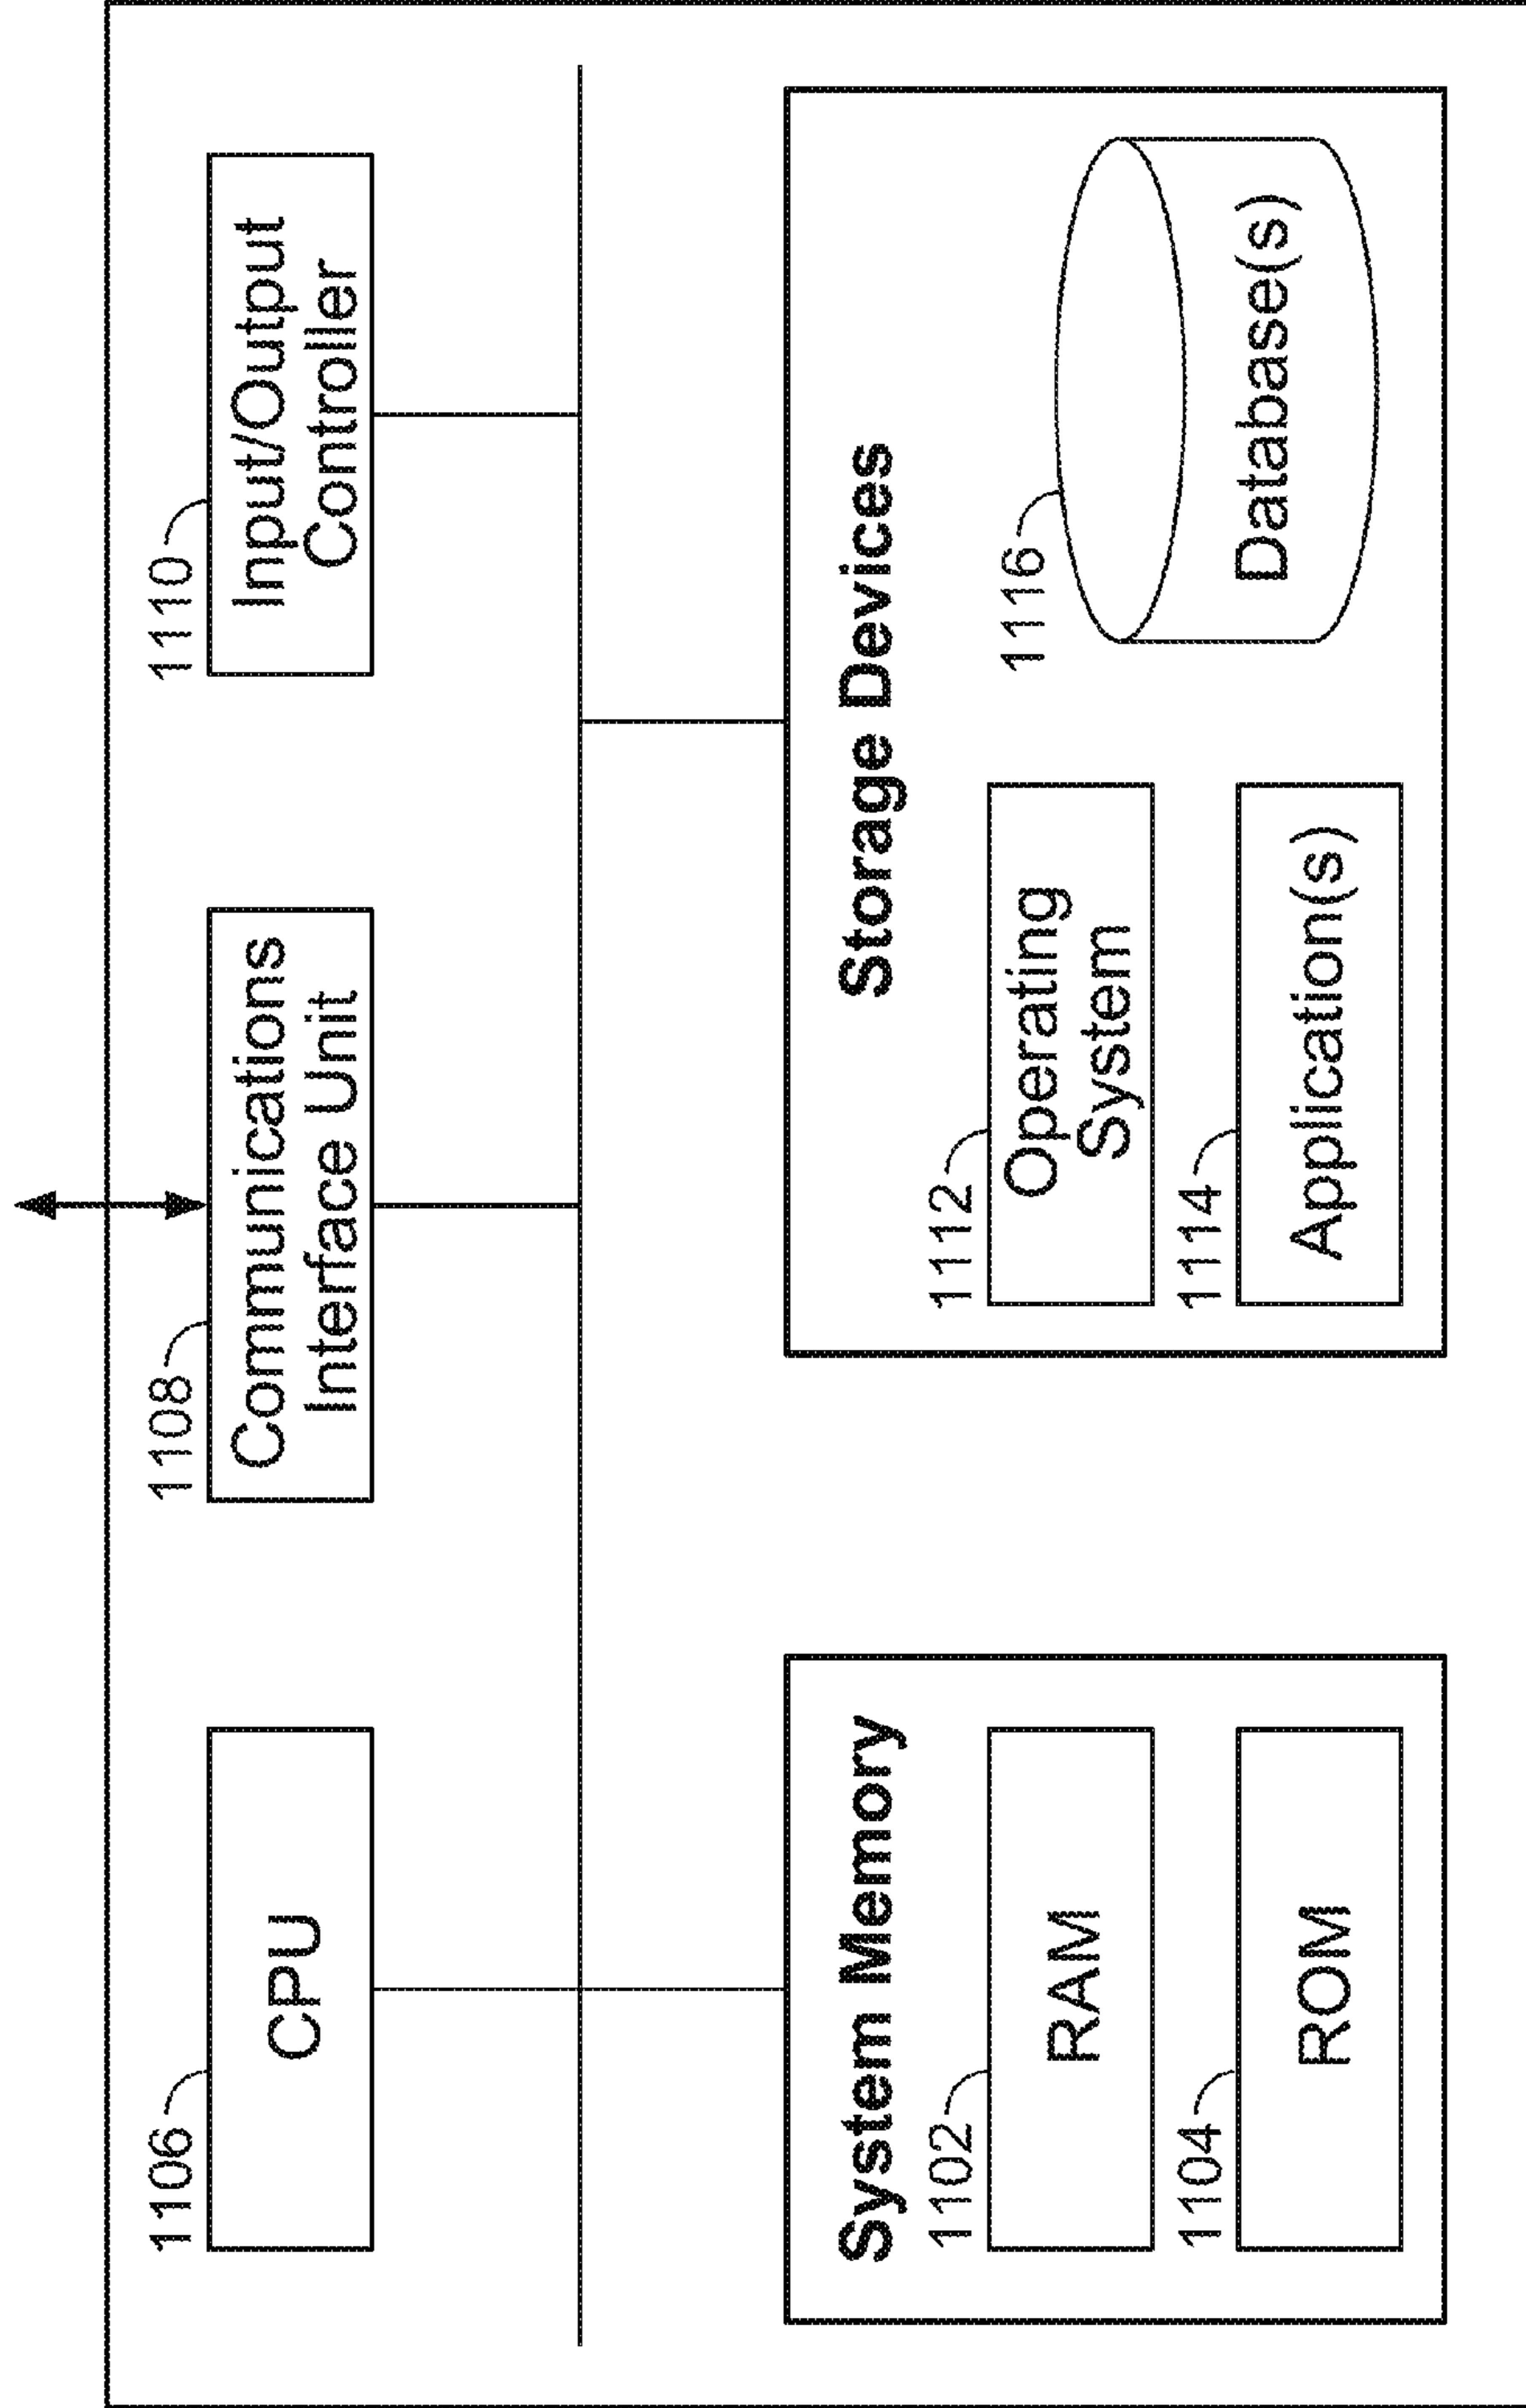 1106
CPU
1108
Communications
Interface Unit
1110
Input/Output
Controller
System Memory
1102
RAM
1104
ROM
Storage Devices
1112
Operating
System
1114
Application(s)
1116
Database(s)